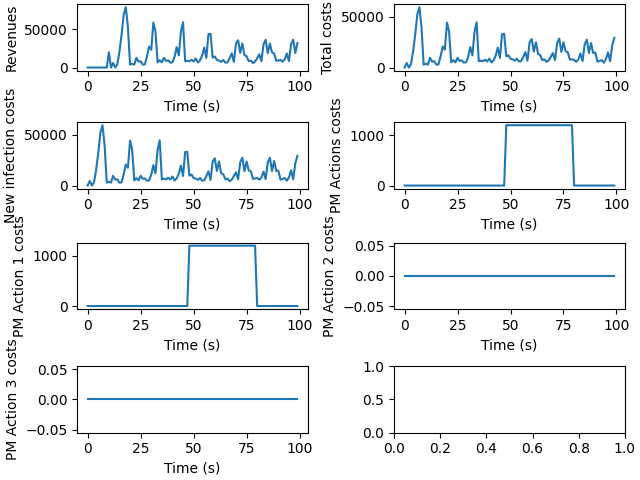 Revenues
50000
0
0 25 50 75 100
Time (s)
Total costs
50000
0
0 25 50 75 100
Time (s)
New infection costs
50000
0
0 25 50 75 100
Time (s)
PM Actions costs
1000
0
0 25 50 75 100
Time (s)
PM Action 1 costs
1000
0
0 25 50 75 100
Time (s)
PM Action 2 costs
0.05
0.00
−0.05
0 25 50 75 100
Time (s)
PM Action 3 costs
0.05
0.00
−0.05
0 25 50 75 100
Time (s)
1.0
0.5
0.0
0.0 0.2 0.4 0.6 0.8 1.0